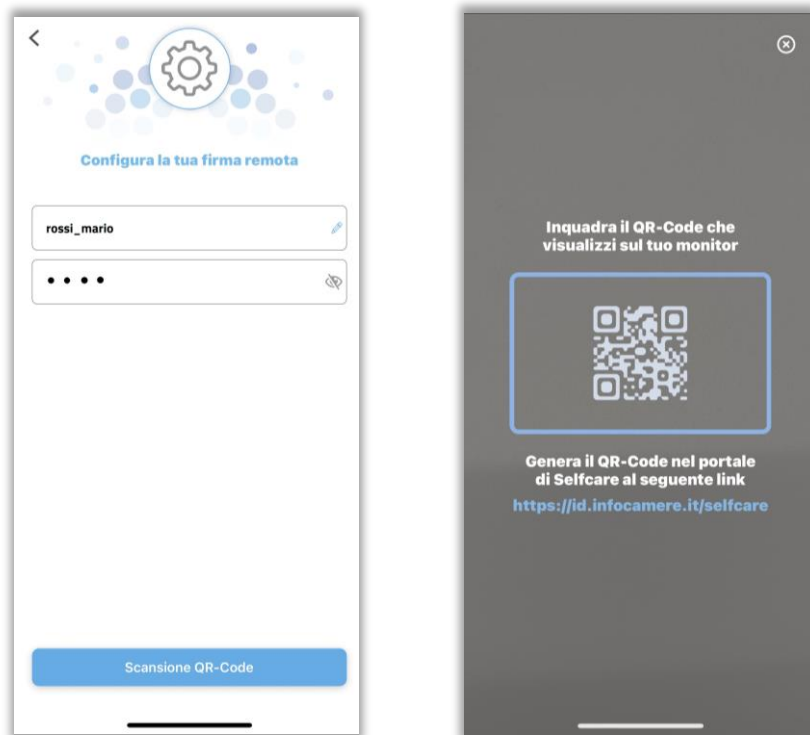 Configura la tua firma remota
rossi_mario
••••
Scansione QR-Code
Inquadra il QR-Code che
visualizzi sul tuo monitor
Genera il QR-Code nel portale
di Selfcare al seguente link
https://id.infocamere.it/selfcare